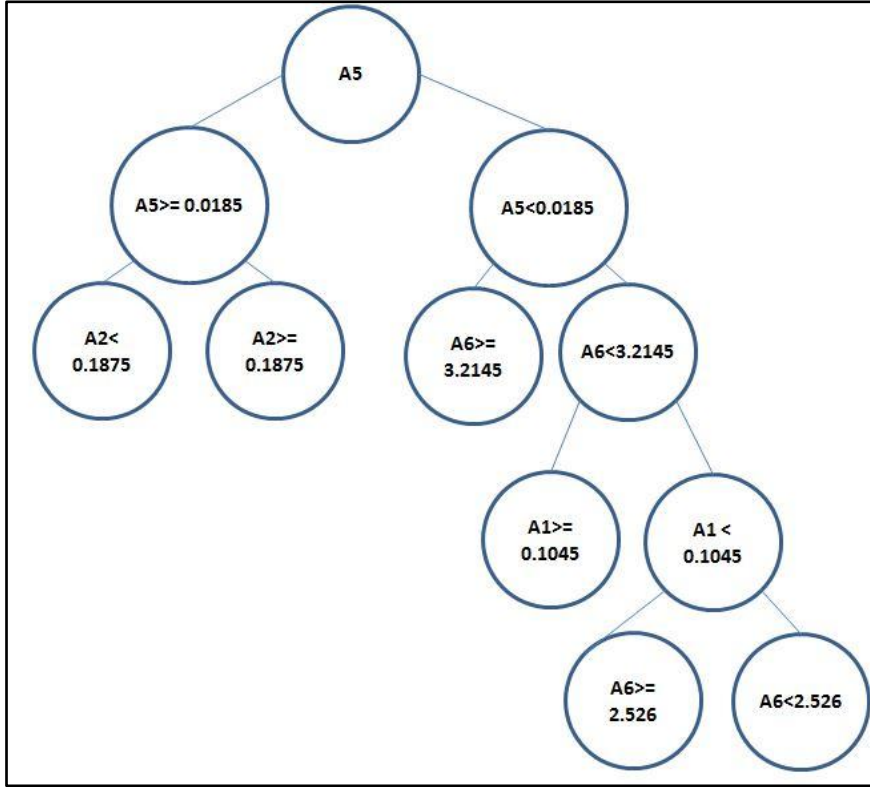 A5
A5>= 0.0185
A5<0.0185
A2<
0.1875
A2>=
0.1875
A6>=
3.2145
A6<3.2145
A1>=
0.1045
A1 <
0.1045
A6>=
2.526
A6<2.526